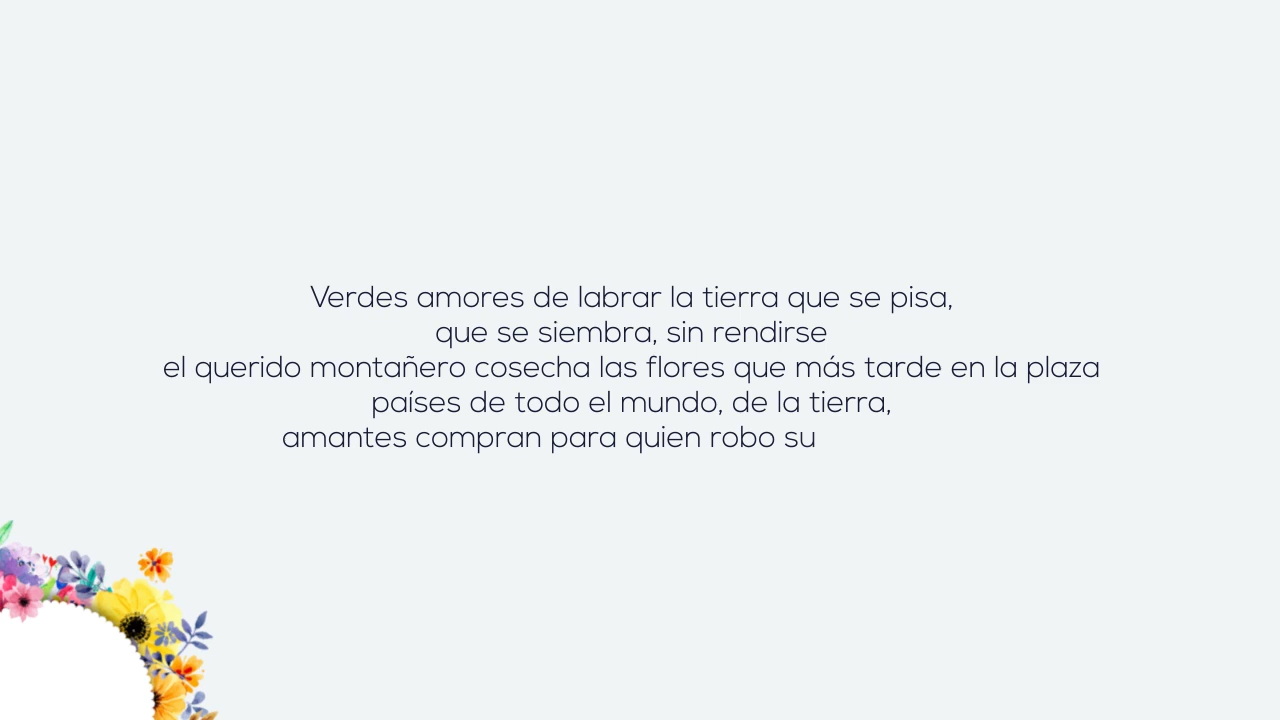 Verdes amores de labrar la tierra que se pisa,
que se siembra, sin rendirse
el querido montañero cosecha las flores que más tarde en la plaza
países de todo el mundo, de la tierra,
amantes compran para quien robo su